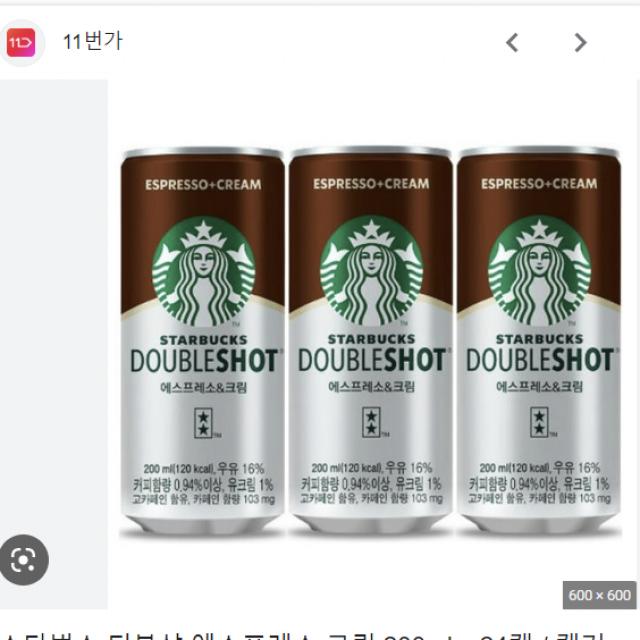 11번가
ESPRESSO+CREAM
STARBUCKS
DOUBLESHOT
에스프레소&크림
200 ml(120 kcal), 우유 16%
커피함량 0.94%이상, 유크림 1%
고카페인 함유, 카페인 함량 103 mg
ESPRESSO+CREAM
STARBUCKS
DOUBLESHOT
에스프레소&크림
200 ml(120 kcal), 우유 16%
커피함량 0.94%이상, 유크림 1%
고카페인 함유, 카페인 함량 103 mg
ESPRESSO+CREAM
STARBUCKS
DOUBLESHOT
에스프레소&크림
200 ml(120 kcal), 우유 16%
커피함량 0.94%이상, 유크림 1%
고카페인 함유, 카페인 함량 103 mg
600 × 600